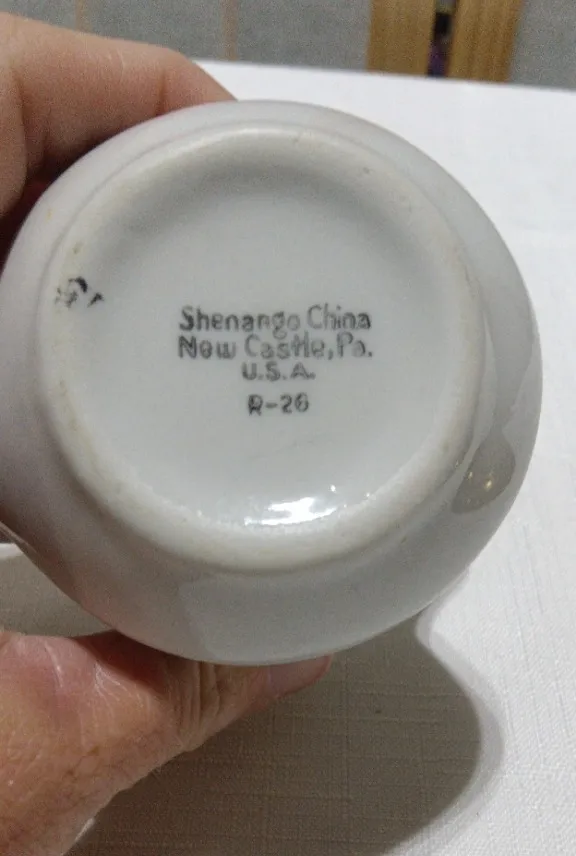 Shenango China
New Castle, Pa.
U.S.A.
R-26